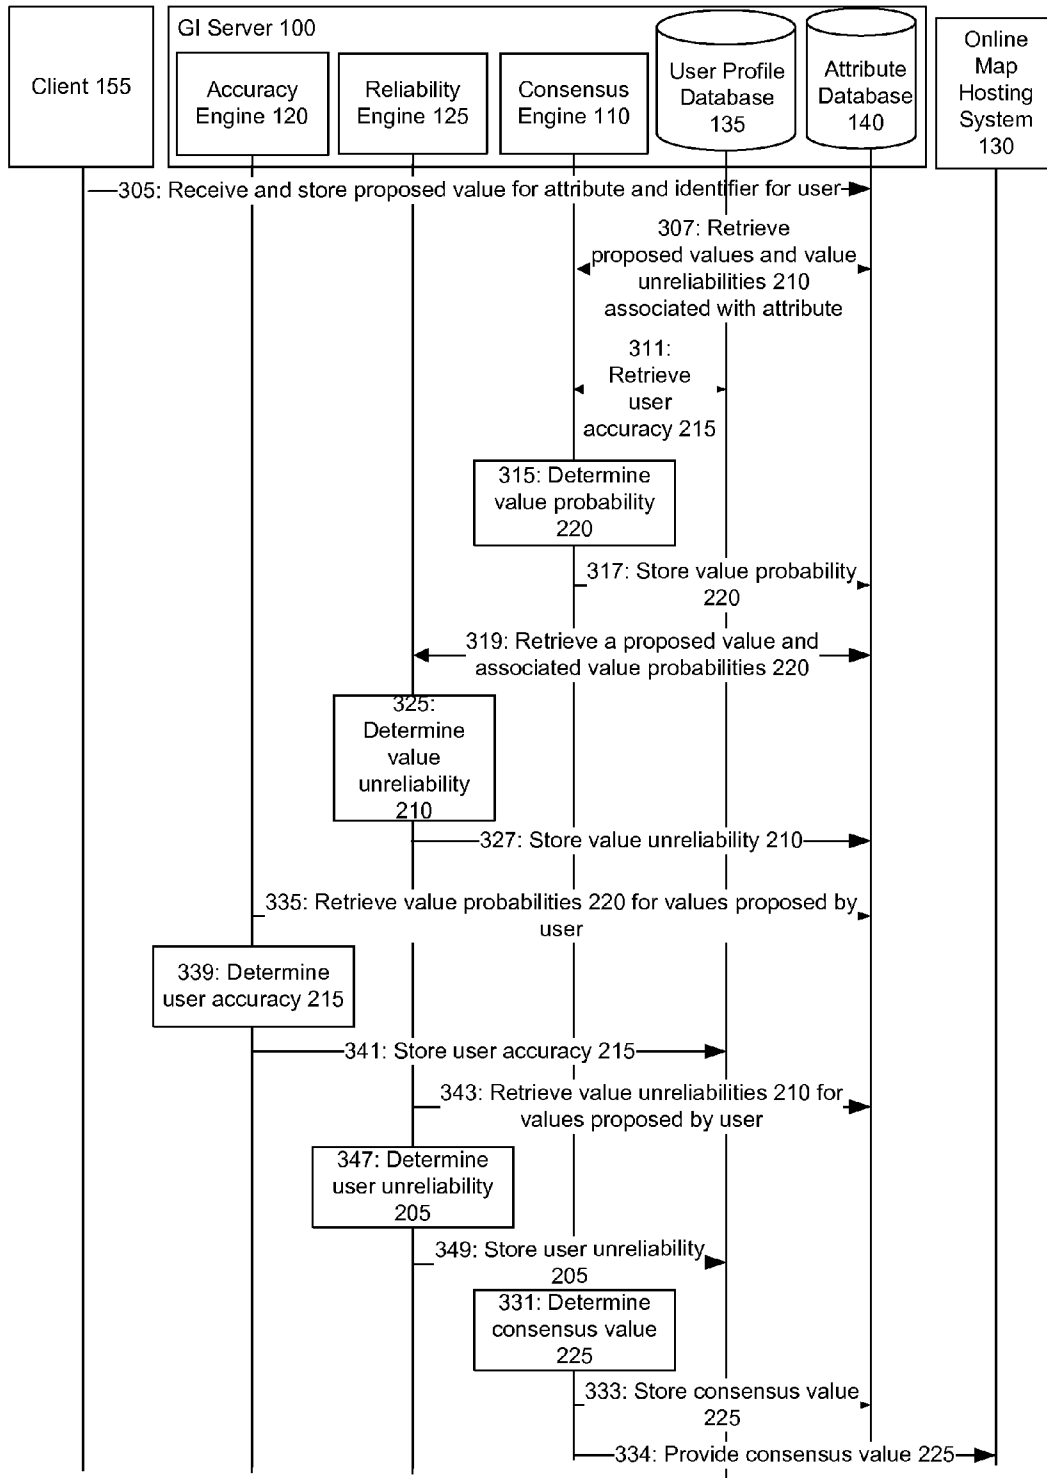 Client 155
GI Server 100
Accuracy
Engine 120
Reliability
Engine 125
Consensus
Engine 110
User Profile
Database
135
Attribute
Database
140
Online
Map
Hosting
System
130
305: Receive and store proposed value for attribute and identifier for user
307: Retrieve
proposed values and value
unreliabilities 210
associated with attribute
311:
Retrieve
user
accuracy 215
315: Determine
value probability
220
317: Store value probability
220
319: Retrieve a proposed value and
associated value probabilities 220
325:
Determine
value
unreliability
210
327: Store value unreliability 210
335: Retrieve value probabilities 220 for values proposed by
user
339: Determine
user accuracy 215
341: Store user accuracy 215
343: Retrieve value unreliabilities 210 for
values proposed by user
347: Determine
user unreliability
205
349: Store user unreliability
205
331: Determine
consensus value
225
333: Store consensus value
225
334: Provide consensus value 225